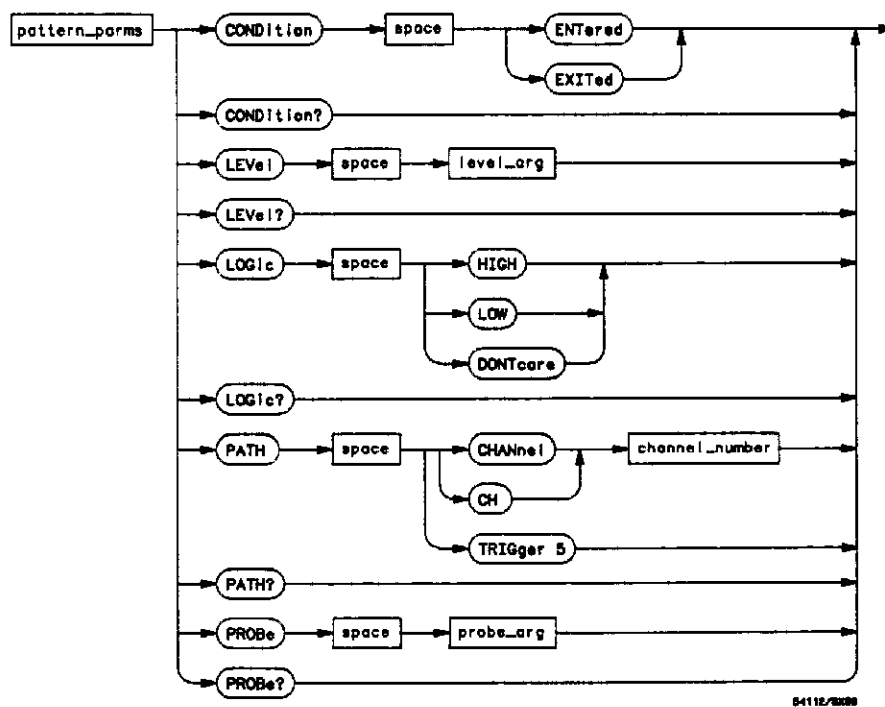 pattern_parms CONDition space ENTered
EXITed
CONDition?
LEVel space level_arg
LEVel?
LOGic space HIGH
LOW
DONTcare
LOGic?
PATH space CHANnel channel_number
CH
TRIGger 5
PATH?
PROBe space probe_arg
PROBe?